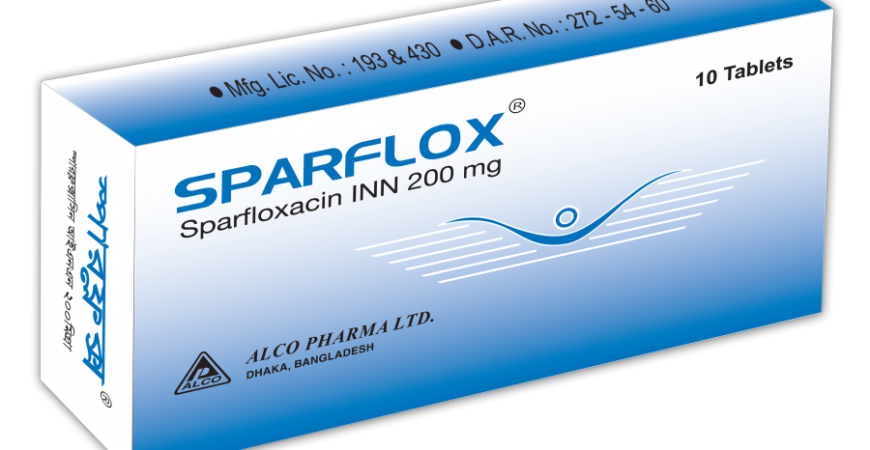 ● Mfg. Lic. No. : 193 & 430 ● D.A.R. No. : 272 - 54 - 60
10 Tablets
SPARFLOX®
Sparfloxacin INN 200 mg
ALCO PHARMA LTD.
DHAKA, BANGLADESH
ALCO
®